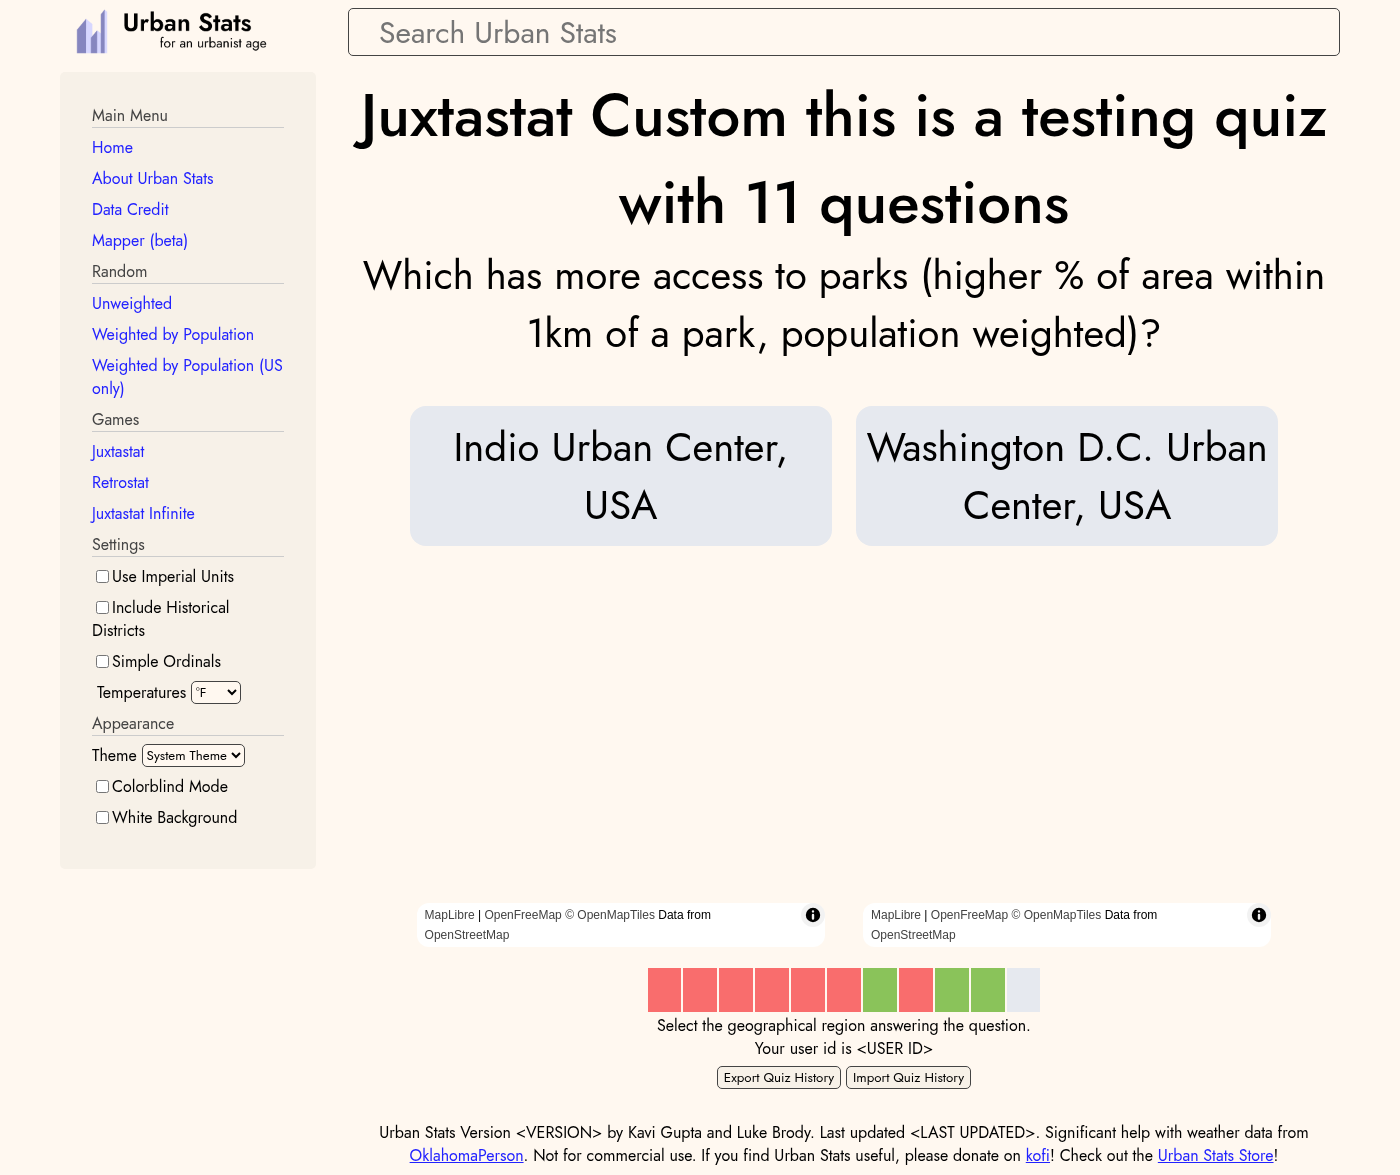 Urban Stats
for an urbanist age
Search Urban Stats
Main Menu
Home
About Urban Stats
Data Credit
Mapper (beta)
Random
Unweighted
Weighted by Population
Weighted by Population (US
only)
Games
Juxtastat
Retrostat
Juxtastat Infinite
Settings
Use Imperial Units
Include Historical
Districts
Simple Ordinals
Temperatures °F
Appearance
Theme System Theme
Colorblind Mode
White Background
Juxtastat Custom this is a testing quiz
with 11 questions
Which has more access to parks (higher % of area within
1km of a park, population weighted)?
Indio Urban Center,
USA
Washington D.C. Urban
Center, USA
MapLibre | OpenFreeMap © OpenMapTiles Data from
OpenStreetMap
MapLibre | OpenFreeMap © OpenMapTiles Data from
OpenStreetMap
Select the geographical region answering the question.
Your user id is <USER ID>
Export Quiz History Import Quiz History
Urban Stats Version <VERSION> by Kavi Gupta and Luke Brody. Last updated <LAST UPDATED>. Significant help with weather data from
OklahomaPerson. Not for commercial use. If you find Urban Stats useful, please donate on kofi! Check out the Urban Stats Store!